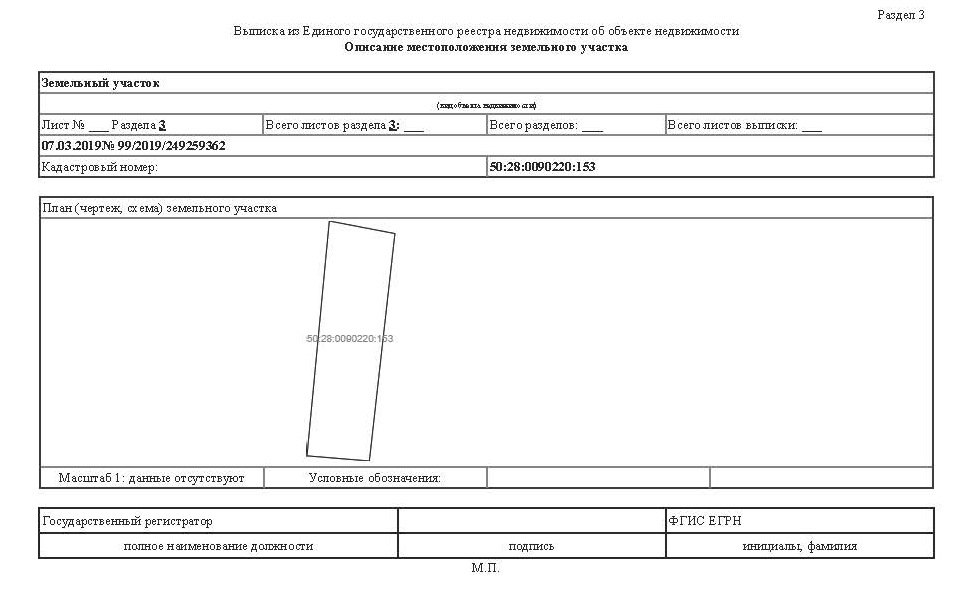 Раздел 3
Выписка из Единого государственного реестра недвижимости об объекте недвижимости
Описание местоположения земельного участка
Земельный участок
(вид объекта недвижимости)
Лист № ___ Раздела 3 Всего листов раздела 3: ___ Всего разделов: ___ Всего листов выписки: ___
07.03.2019№ 99/2019/249259362
Кадастровый номер: 50:28:0090220:153
План (чертеж, схема) земельного участка
50:28:0090220:153
Масштаб 1: данные отсутствуют Условные обозначения:
Государственный регистратор ФГИС ЕГРН
полное наименование должности подпись инициалы, фамилия
М.П.